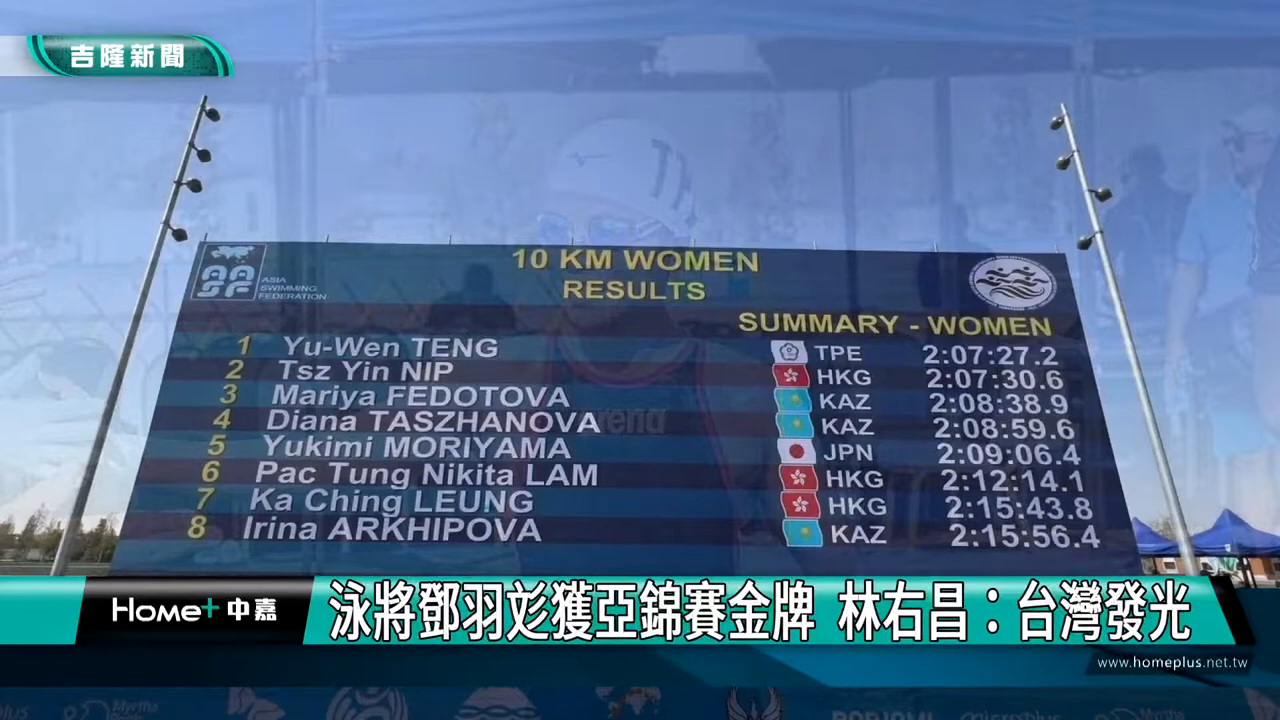 吉隆新聞
10 KM WOMEN
RESULTS
ASIA
SWIMMING
FEDERATION
SUMMARY - WOMEN
1 Yu-Wen TENG TPE 2:07:27.2
2 Tsz Yin NIP HKG 2:07:30.6
3 Mariya FEDOTOVA KAZ 2:08:38.9
4 Diana TASZHANOVA KAZ 2:08:59.6
5 Yukimi MORIYAMA JPN 2:09:06.4
6 Pac Tung Nikita LAM HKG 2:12:14.1
7 Ka Ching LEUNG HKG 2:15:43.8
8 Irina ARKHIPOVA KAZ 2:15:56.4
arena
Home+ 中嘉
泳將鄧羽彣獲亞錦賽金牌 林右昌：台灣發光
www.homeplus.net.tw
Myrtha
BORJOMI
microplus
Myrtha